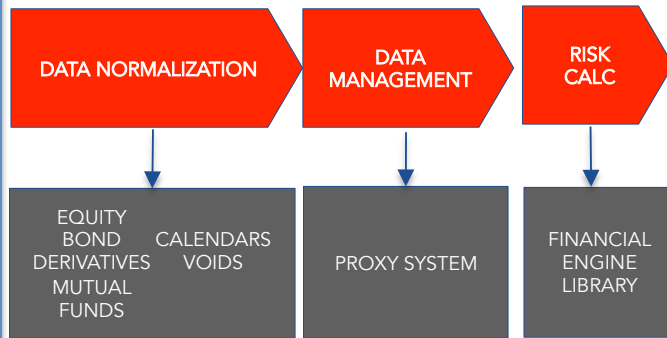 DATA NORMALIZATION
DATA
MANAGEMENT
RISK
CALC
EQUITY
BOND
DERIVATIVES
MUTUAL
FUNDS
CALENDARS
VOIDS
PROXY SYSTEM
FINANCIAL
ENGINE
LIBRARY